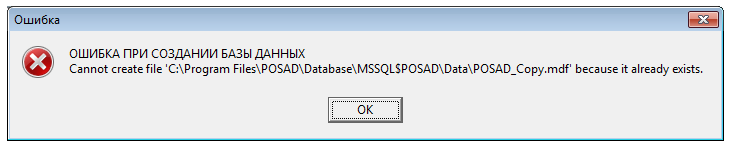 Ошибка
ОШИБКА ПРИ СОЗДАНИИ БАЗЫ ДАННЫХ
Cannot create file 'C:\Program Files\POSAD\Database\MSSQL$POSAD\Data\POSAD_Copy.mdf' because it already exists.
OK